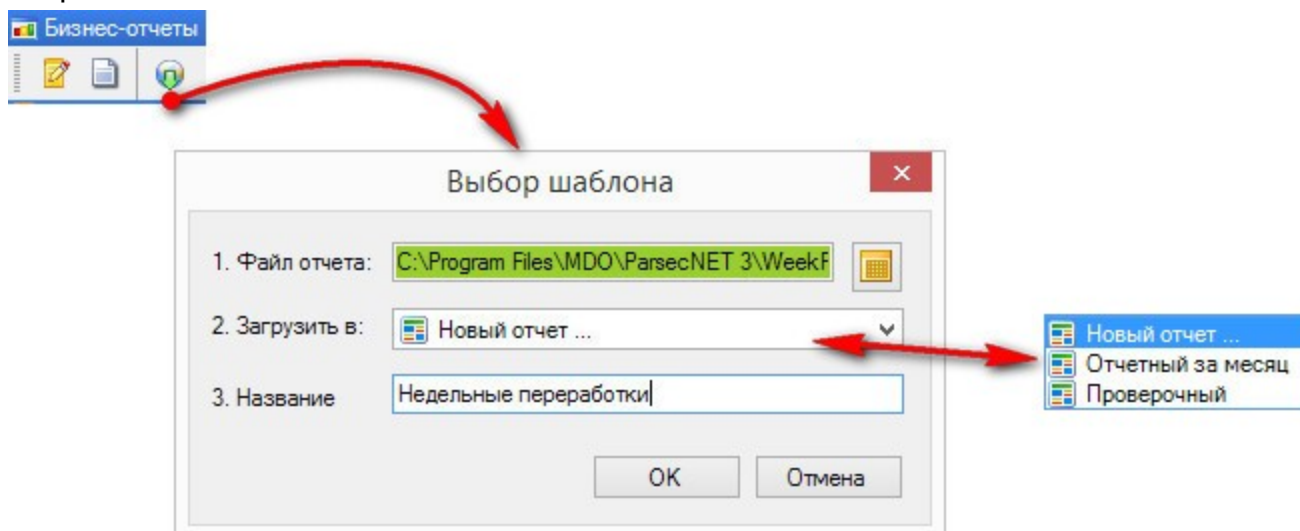 Бизнес-отчеты
Выбор шаблона
1. Файл отчета: C:\Program Files\MDO\ParsecNET 3\WeekF
2. Загрузить в: Новый отчет ...
3. Название Недельные переработки
OK Отмена
Новый отчет ...
Отчетный за месяц
Проверочный